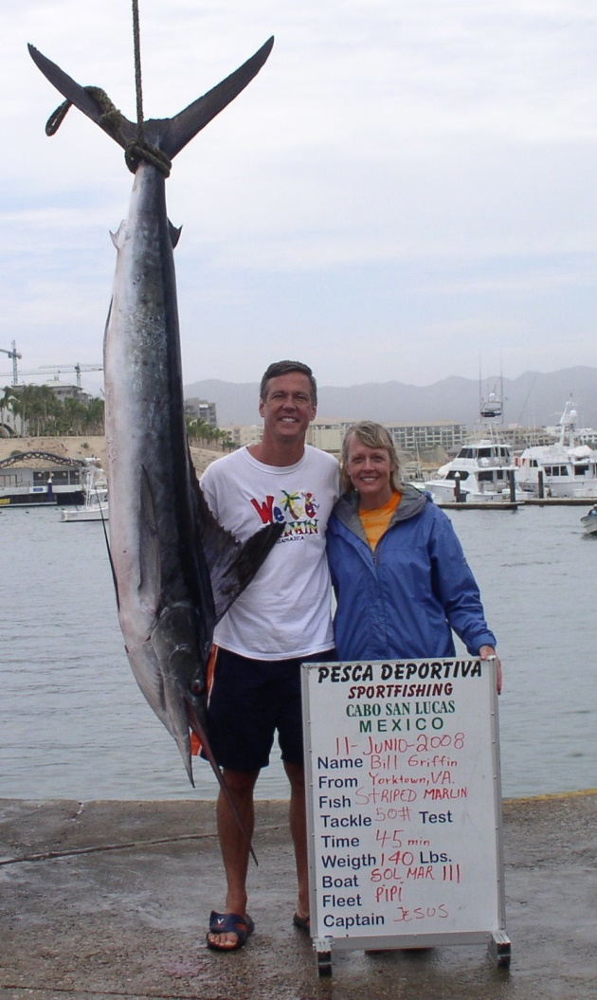 We be
JAMMIN
JAMAICA
PESCA DEPORTIVA
SPORTFISHING
CABO SAN LUCAS
MEXICO
11-JUNIO-2008
Name Bill Griffin
From Yorktown, VA.
Fish STRIPED MARLIN
Tackle 50# Test
Time 45 min
Weigth 140 Lbs.
Boat SOL MAR III
Fleet PIPI
Captain JESUS